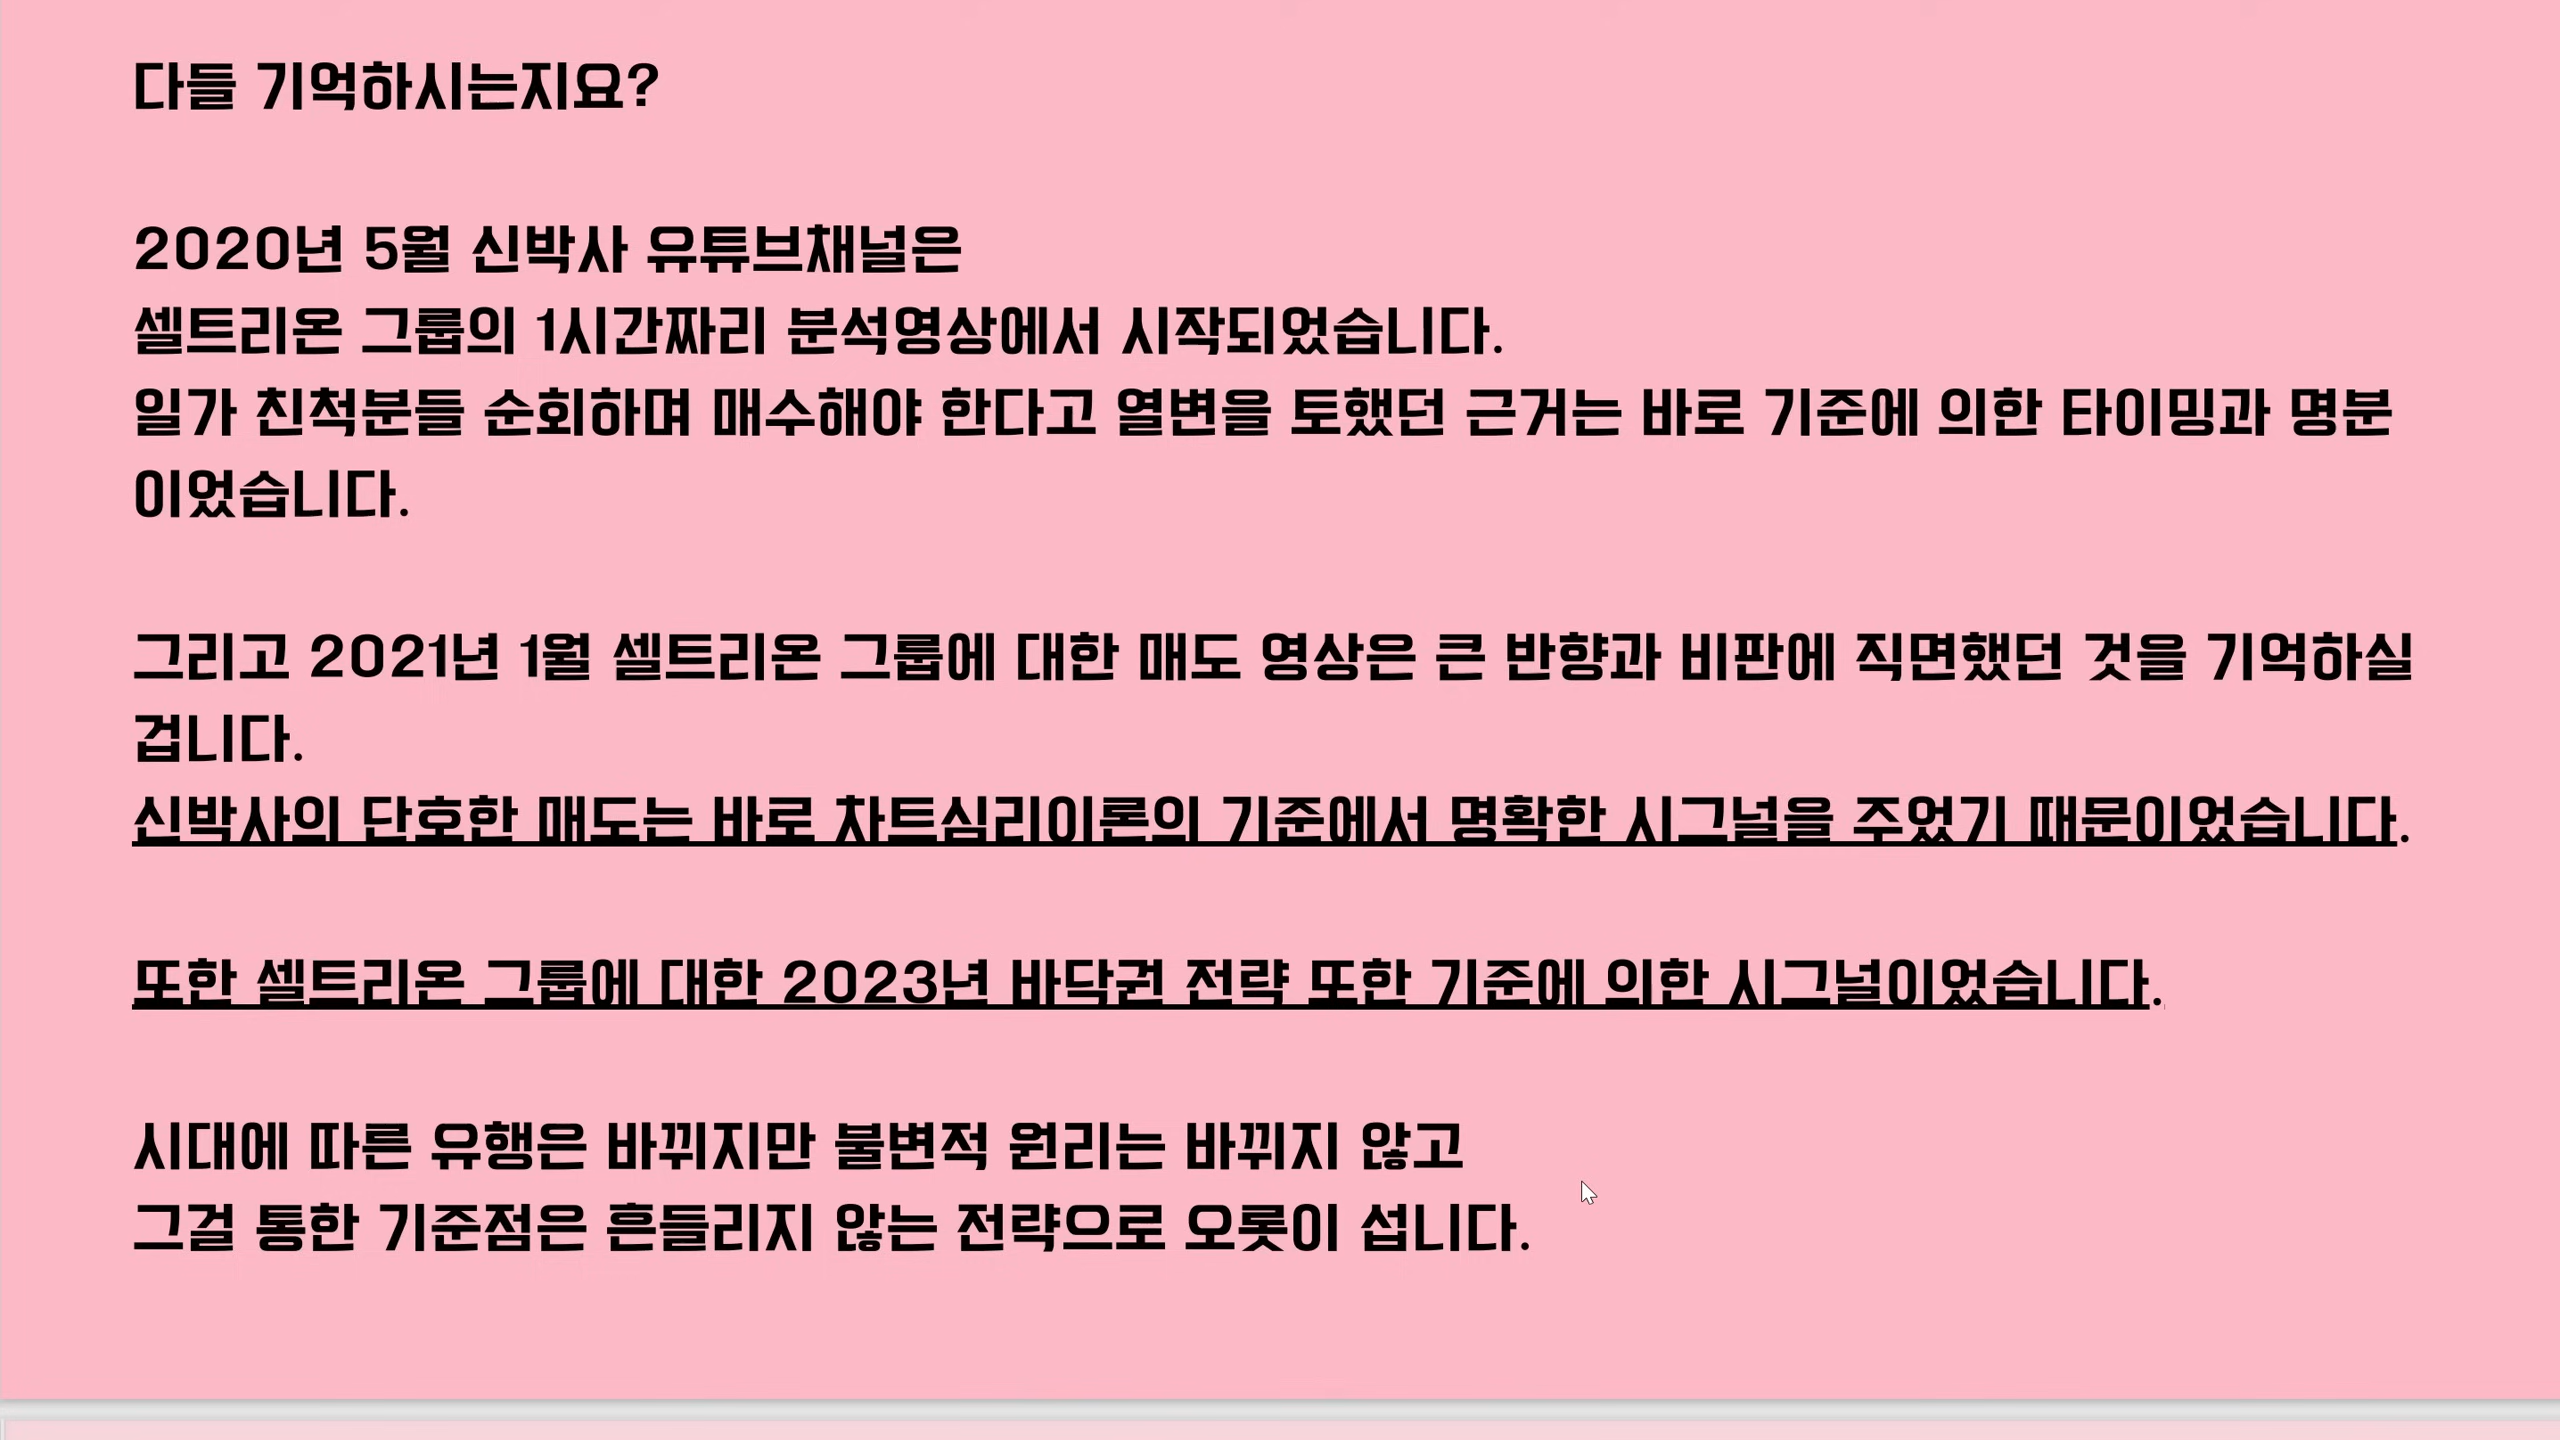 다들 기억하시는지요?
2020년 5월 신박사 유튜브채널은
셀트리온 그룹의 1시간짜리 분석영상에서 시작되었습니다.
일가 친척분들 순회하며 매수해야 한다고 열변을 토했던 근거는 바로 기준에 의한 타이밍과 명분
이었습니다.
그리고 2021년 1월 셀트리온 그룹에 대한 매도 영상은 큰 반향과 비판에 직면했던 것을 기억하실
겁니다.
신박사의 단호한 매도는 바로 차트심리이론의 기준에서 명확한 시그널을 주었기 때문이었습니다.
또한 셀트리온 그룹에 대한 2023년 바닥권 전략 또한 기준에 의한 시그널이었습니다.
시대에 따른 유행은 바뀌지만 불변적 원리는 바뀌지 않고
그걸 통한 기준점은 흔들리지 않는 전략으로 오롯이 섭니다.